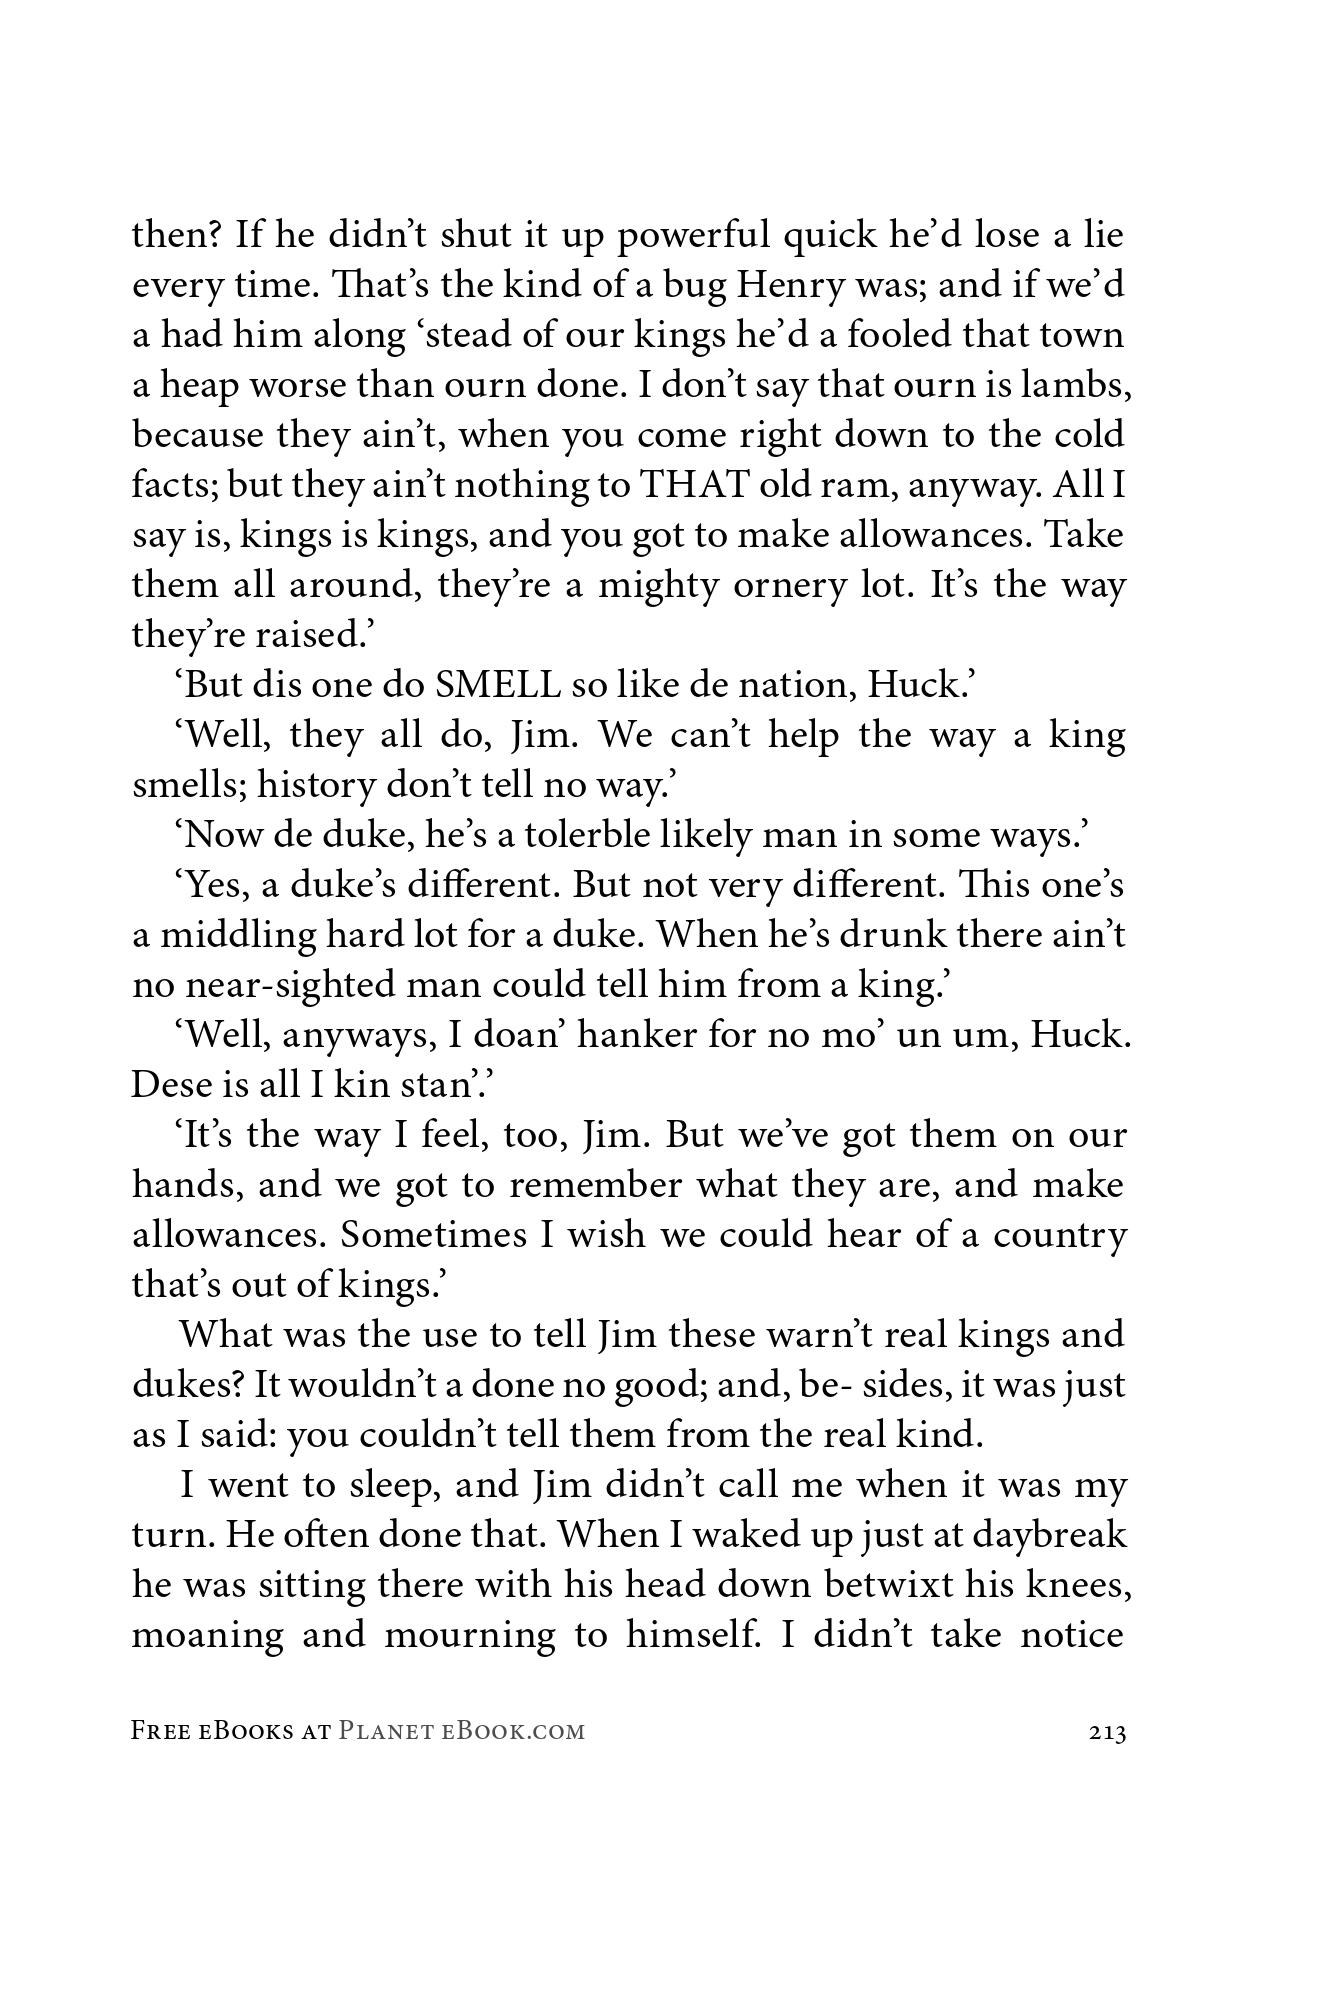 then? If he didn’t shut it up powerful quick he’d lose a lie
every time. That’s the kind of a bug Henry was; and if we’d
a had him along ‘stead of our kings he’d a fooled that town
a heap worse than ourn done. I don’t say that ourn is lambs,
because they ain’t, when you come right down to the cold
facts; but they ain’t nothing to THAT old ram, anyway. All I
say is, kings is kings, and you got to make allowances. Take
them all around, they’re a mighty ornery lot. It’s the way
they’re raised.’
‘But dis one do SMELL so like de nation, Huck.’
‘Well, they all do, Jim. We can’t help the way a king
smells; history don’t tell no way.’
‘Now de duke, he’s a tolerble likely man in some ways.’
‘Yes, a duke’s different. But not very different. This one’s
a middling hard lot for a duke. When he’s drunk there ain’t
no near-sighted man could tell him from a king.’
‘Well, anyways, I doan’ hanker for no mo’ un um, Huck.
Dese is all I kin stan’.’
‘It’s the way I feel, too, Jim. But we’ve got them on our
hands, and we got to remember what they are, and make
allowances. Sometimes I wish we could hear of a country
that’s out of kings.’
What was the use to tell Jim these warn’t real kings and
dukes? It wouldn’t a done no good; and, be- sides, it was just
as I said: you couldn’t tell them from the real kind.
I went to sleep, and Jim didn’t call me when it was my
turn. He often done that. When I waked up just at daybreak
he was sitting there with his head down betwixt his knees,
moaning and mourning to himself. I didn’t take notice
Free eBooks at Planet eBook.com 213